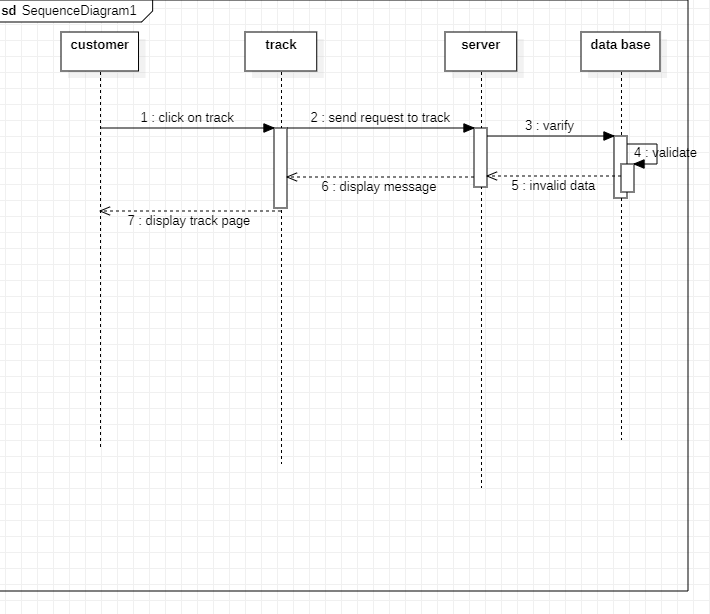 sd SequenceDiagram1
customer
track
server
data base
1 : click on track
2 : send request to track
3 : varify
4 : validate
5 : invalid data
6 : display message
7 : display track page